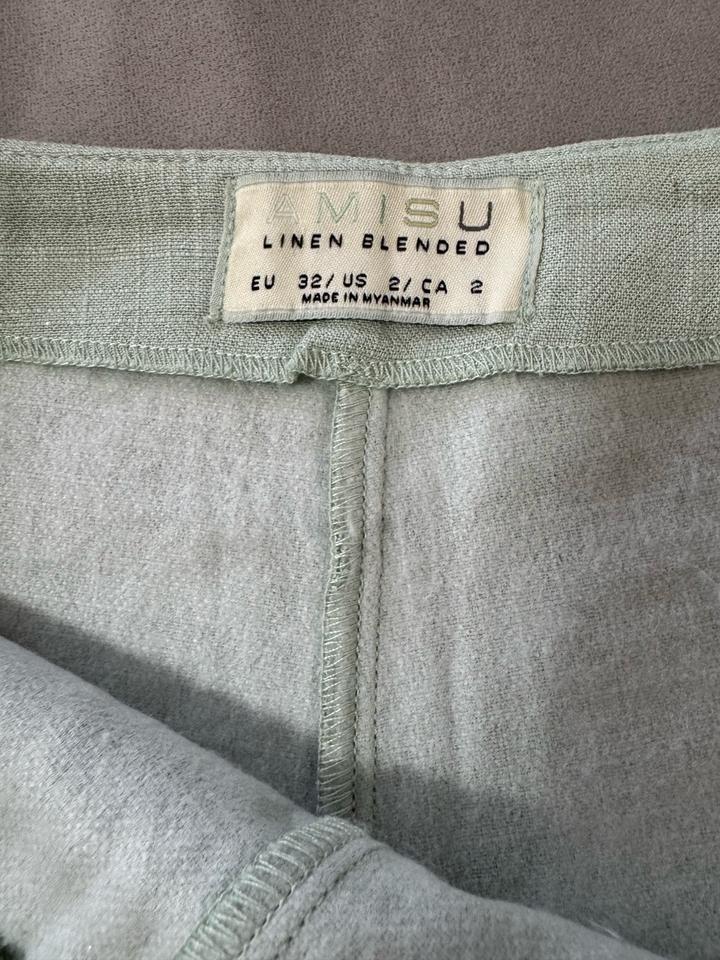 AMISU
LINEN BLENDED
EU 32/ US 2/ CA 2
MADE IN MYANMAR